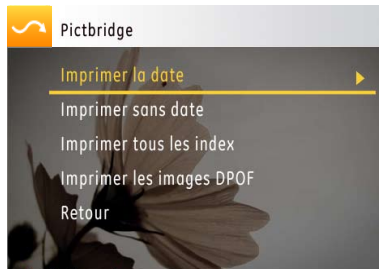 Pictbridge
Imprimer la date
Imprimer sans date
Imprimer tous les index
Imprimer les images DPOF
Retour